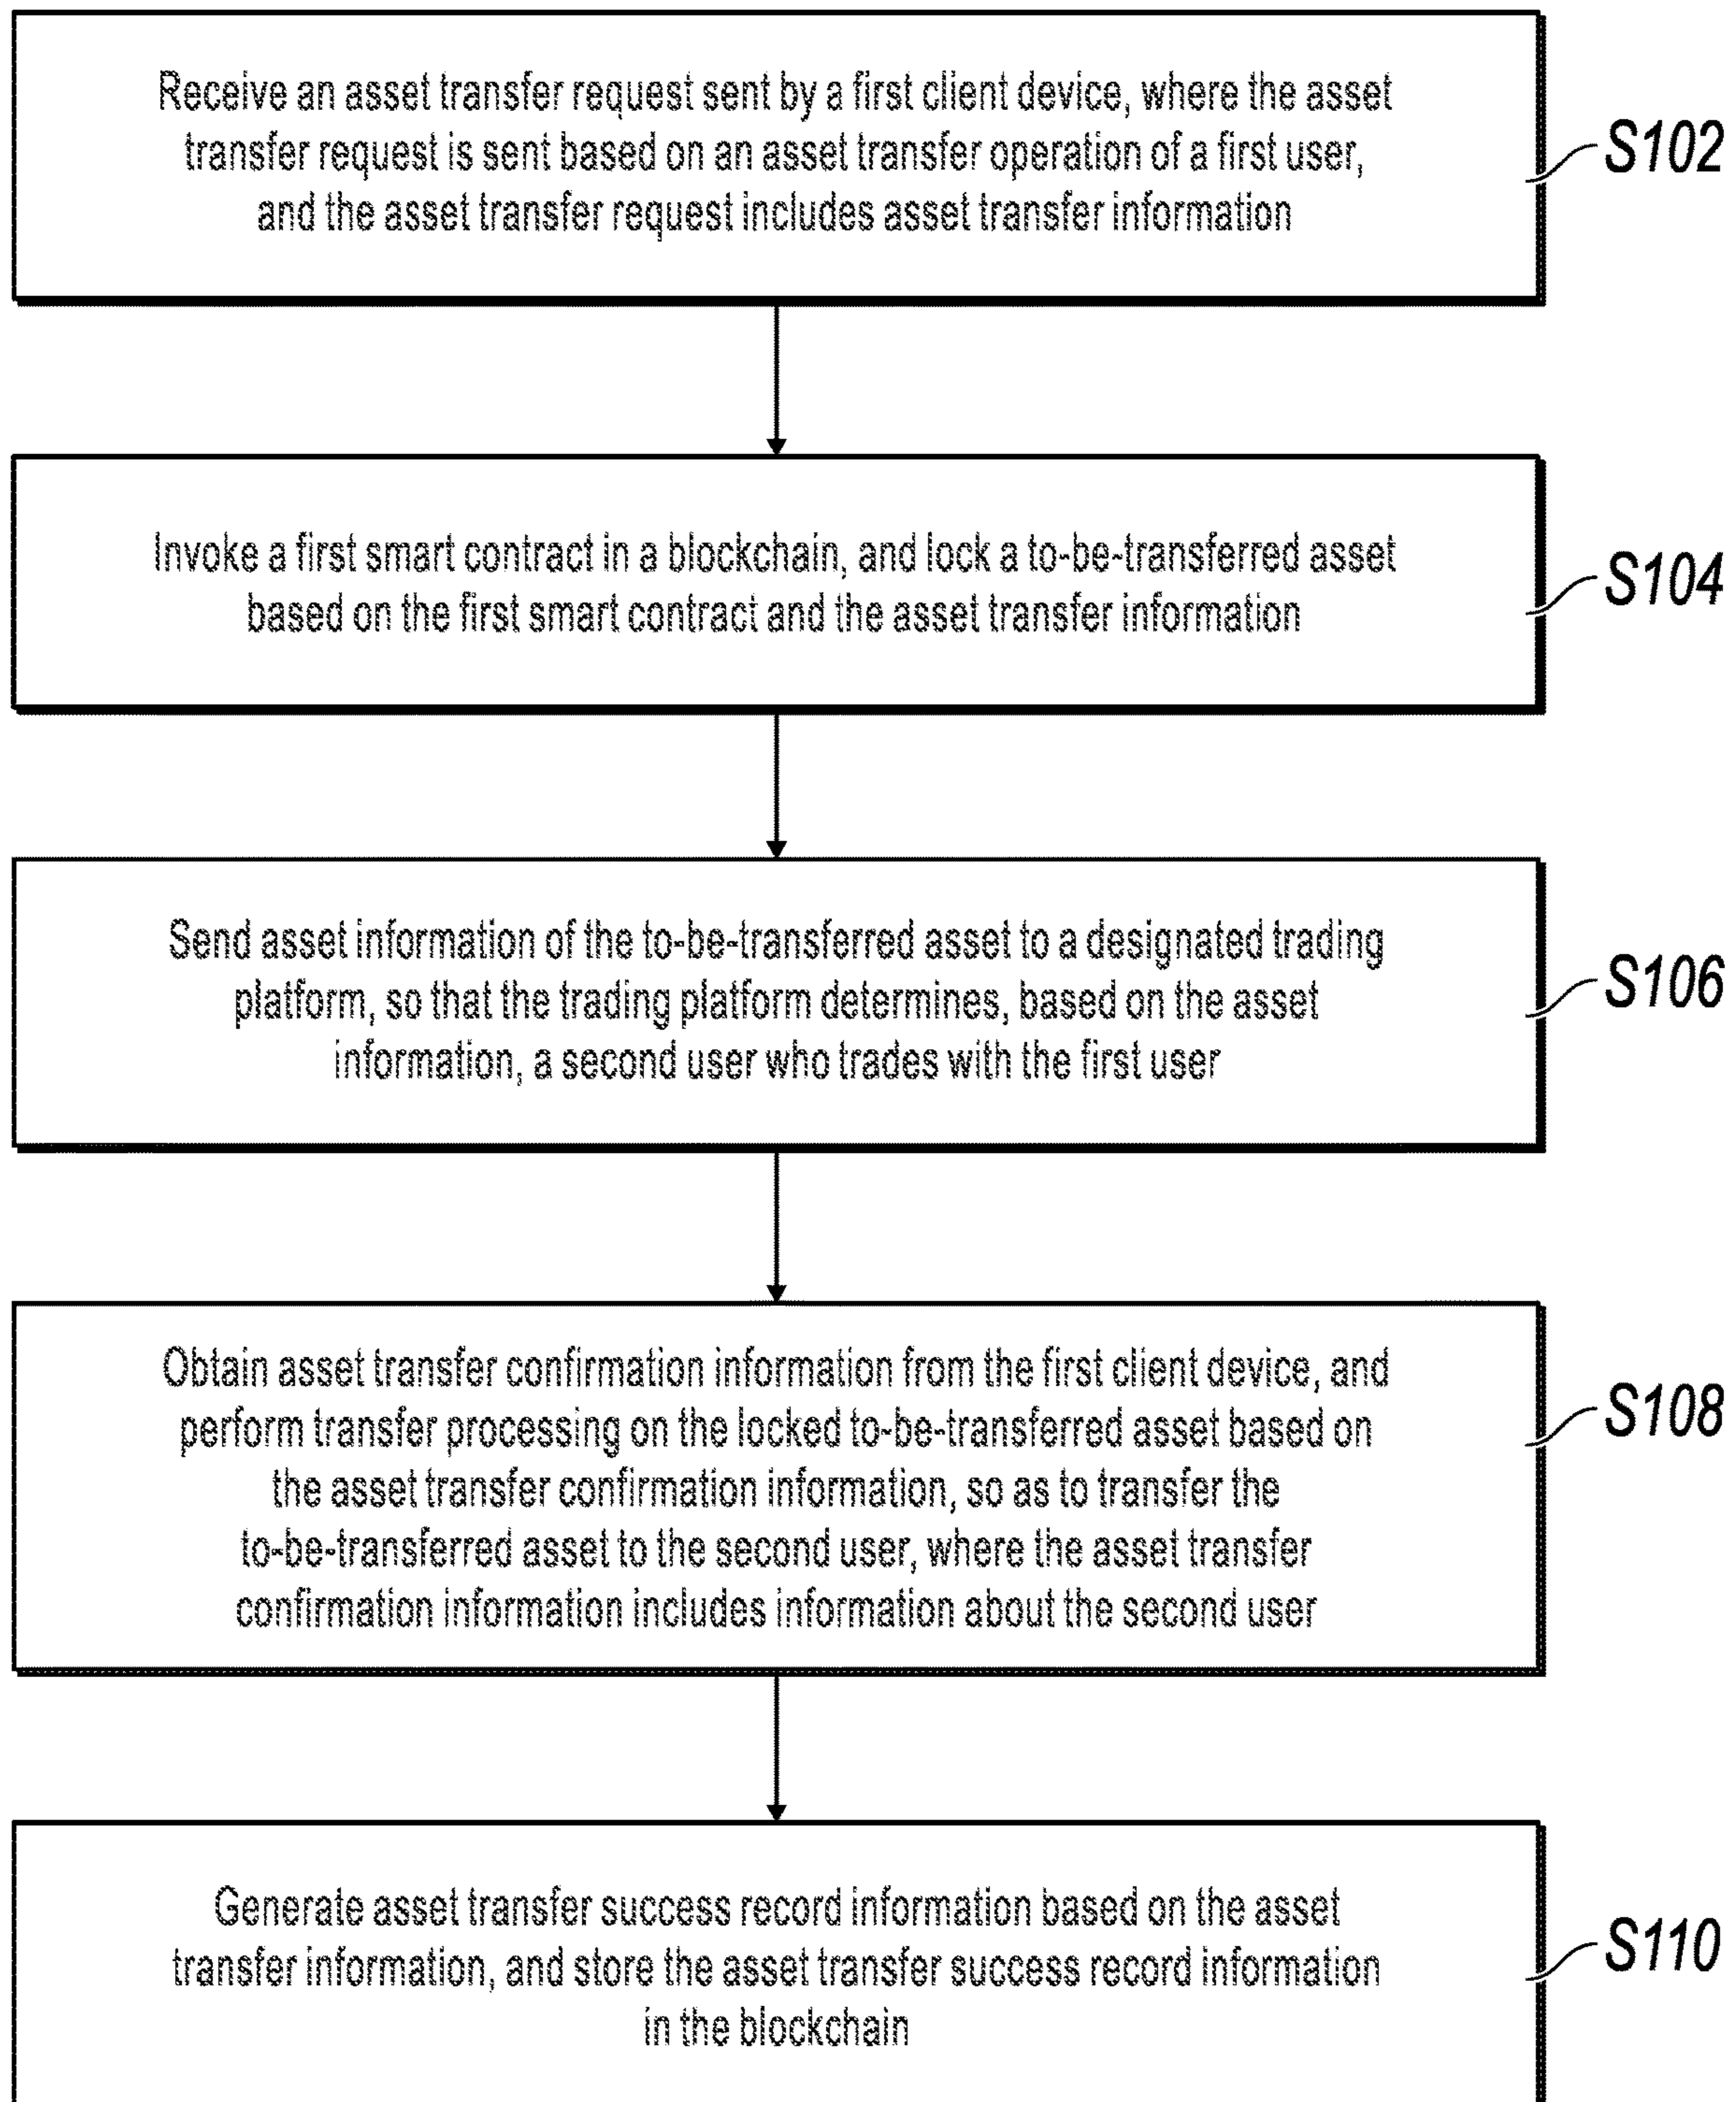 Receive an asset transfer request sent by a first client device, where the asset
transfer request is sent based on an asset transfer operation of a first user,
and the asset transfer request includes asset transfer information
S102
Invoke a first smart contract in a blockchain, and lock a to-be-transferred asset
based on the first smart contract and the asset transfer information
S104
Send asset information of the to-be-transferred asset to a designated trading
platform, so that the trading platform determines, based on the asset
information, a second user who trades with the first user
S106
Obtain asset transfer confirmation information from the first client device, and
perform transfer processing on the locked to-be-transferred asset based on
the asset transfer confirmation information, so as to transfer the
to-be-transferred asset to the second user, where the asset transfer
confirmation information includes information about the second user
S108
Generate asset transfer success record information based on the asset
transfer information, and store the asset transfer success record information
in the blockchain
S110